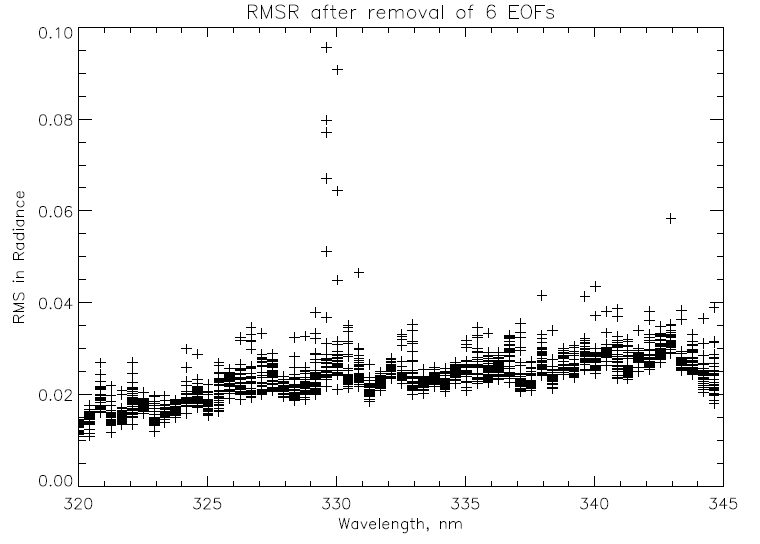 RMSR after removal of 6 EOFs
0.10
0.08
0.06
0.04
0.02
0.00
RMS in Radiance
320 325 330 335 340 345
Wavelength, nm